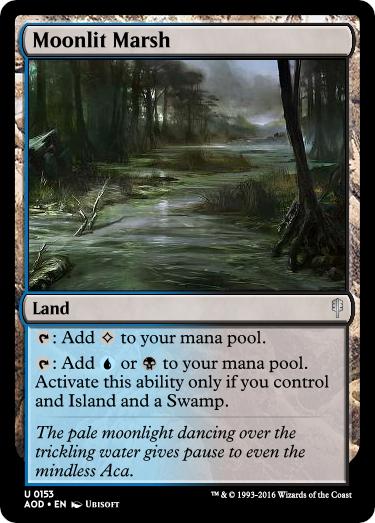 Moonlit Marsh
Land
: Add to your mana pool.
: Add or to your mana pool.
Activate this ability only if you control
and Island and a Swamp.
The pale moonlight dancing over the
trickling water gives pause to even the
mindless Aca.
U 0153
AOD • EN Ubisoft
™ & © 1993-2016 Wizards of the Coast